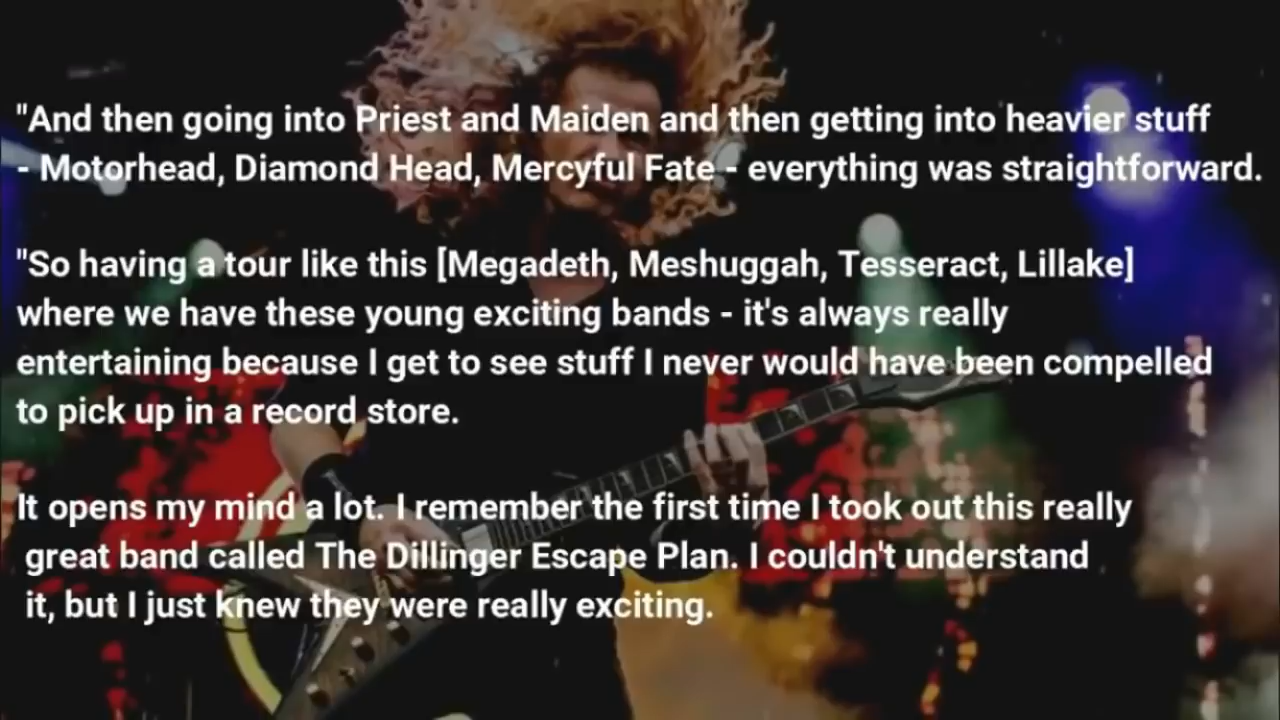 "And then going into Priest and Maiden and then getting into heavier stuff
- Motorhead, Diamond Head, Mercyful Fate - everything was straightforward.
"So having a tour like this [Megadeth, Meshuggah, Tesseract, Lillake]
where we have these young exciting bands - it's always really
entertaining because I get to see stuff I never would have been compelled
to pick up in a record store.
It opens my mind a lot. I remember the first time I took out this really
great band called The Dillinger Escape Plan. I couldn't understand
it, but I just knew they were really exciting.